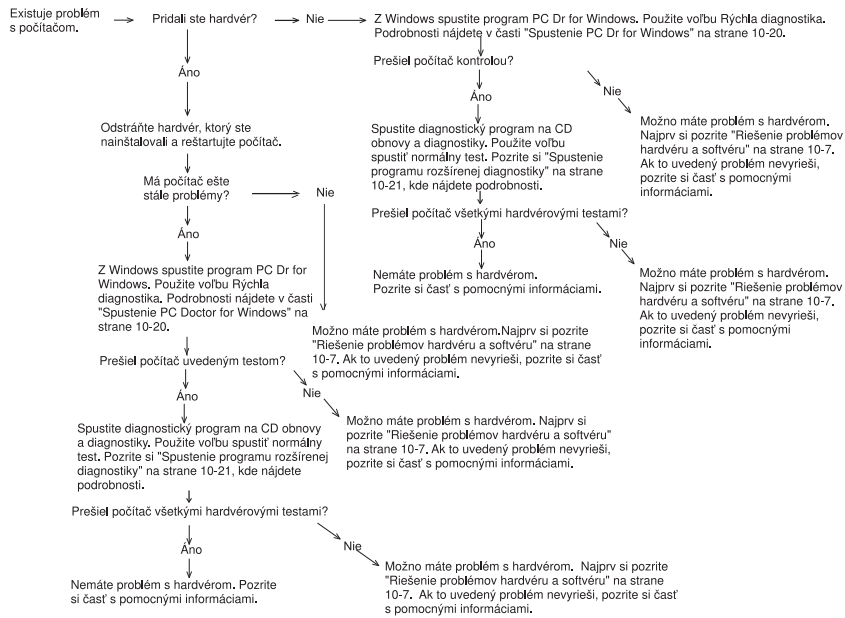 Existuje problém
s počítačom.
Pridali ste hardvér?
Nie
Z Windows spustite program PC Dr for Windows. Použite voľbu Rýchla diagnostika.
Podrobnosti nájdete v časti "Spustenie PC Dr for Windows" na strane 10-20.
Prešiel počítač kontrolou?
Nie
Možno máte problém s hardvérom.
Najprv si pozrite "Riešenie problémov
hardvéru a softvéru" na strane 10-7.
Ak to uvedený problém nevyrieši,
pozrite si časť s pomocnými
informáciami.
Áno
Spustite diagnostický program na CD
obnovy a diagnostiky. Použite voľbu
spustiť normálny test. Pozrite si "Spustenie
programu rozšírenej diagnostiky" na strane
10-21, kde nájdete podrobnosti.
Prešiel počítač všetkými hardvérovými testami?
Nie
Možno máte problém s hardvérom.
Najprv si pozrite "Riešenie problémov
hardvéru a softvéru" na strane 10-7.
Ak to uvedený problém nevyrieši,
pozrite si časť s pomocnými
informáciami.
Áno
Nemáte problém s hardvérom.
Pozrite si časť s pomocnými informáciami.
Áno
Odstráňte hardvér, ktorý ste
nainštalovali a reštartujte počítač.
Má počítač ešte
stále problémy?
Nie
Možno máte problém s hardvérom.Najprv si pozrite
"Riešenie problémov hardvéru a softvéru" na strane
10-7. Ak to uvedený problém nevyrieši, pozrite si časť
s pomocnými informáciami.
Áno
Z Windows spustite program PC Dr for
Windows. Použite voľbu Rýchla
diagnostika. Podrobnosti nájdete v časti
"Spustenie PC Doctor for Windows" na
strane 10-20.
Prešiel počítač uvedeným testom?
Nie
Možno máte problém s hardvérom. Najprv si
pozrite "Riešenie problémov hardvéru a softvéru"
na strane 10-7. Ak to uvedený problém nevyrieši,
pozrite si časť s pomocnými informáciami.
Áno
Spustite diagnostický program na CD obnovy
a diagnostiky. Použite voľbu spustiť normálny
test. Pozrite si "Spustenie programu rozšírenej
diagnostiky" na strane 10-21, kde nájdete
podrobnosti.
Prešiel počítač všetkými hardvérovými testami?
Nie
Možno máte problém s hardvérom. Najprv si pozrite
"Riešenie problémov hardvéru a softvéru" na strane
10-7. Ak to uvedený problém nevyrieši, pozrite si časť
s pomocnými informáciami.
Áno
Nemáte problém s hardvérom. Pozrite
si časť s pomocnými informáciami.